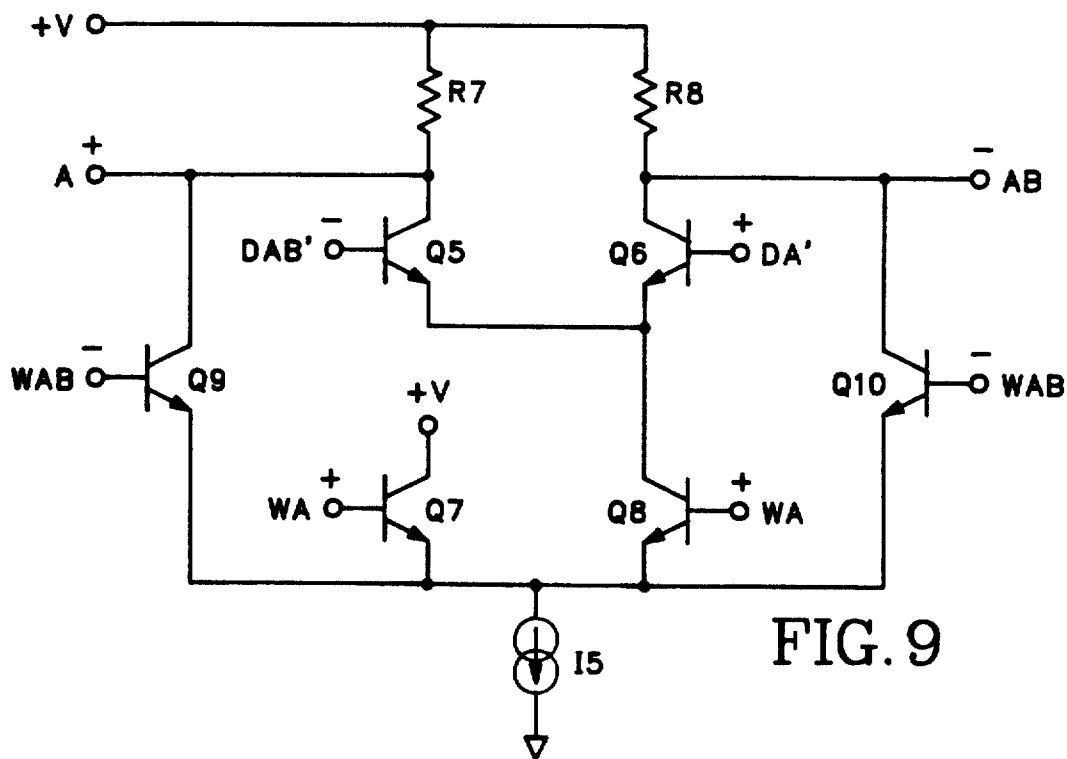 +V
R7
R8
+
A
−
AB
−
DAB'
Q5
Q6
+
DA'
−
WAB
Q9
+V
Q10
−
WAB
+
WA
Q7
Q8
+
WA
I5
FIG. 9